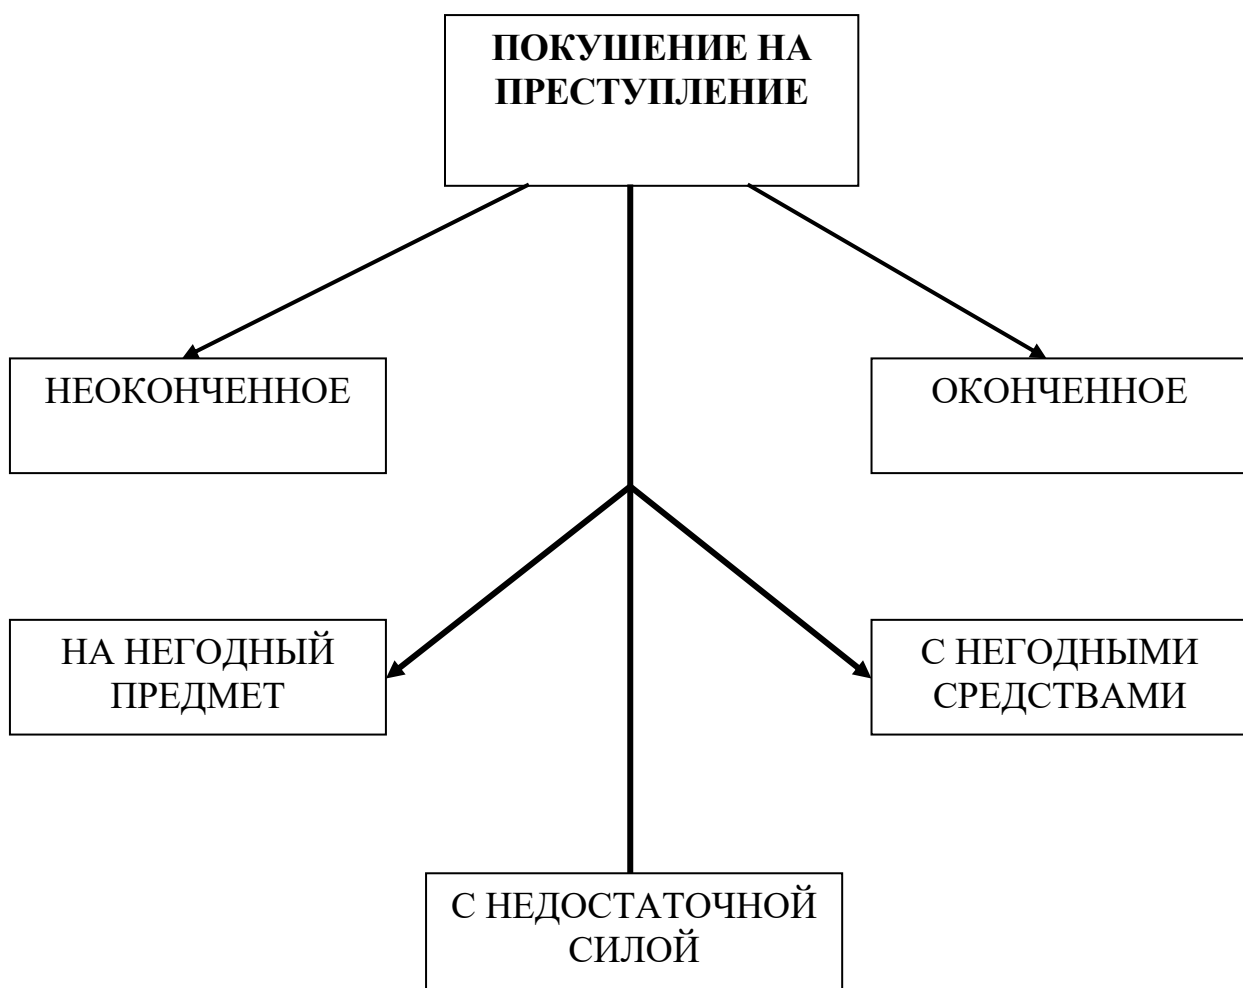 ПОКУШЕНИЕ НА
ПРЕСТУПЛЕНИЕ
НЕОКОНЧЕННОЕ
ОКОНЧЕННОЕ
НА НЕГОДНЫЙ
ПРЕДМЕТ
С НЕГОДНЫМИ
СРЕДСТВАМИ
С НЕДОСТАТОЧНОЙ
СИЛОЙ